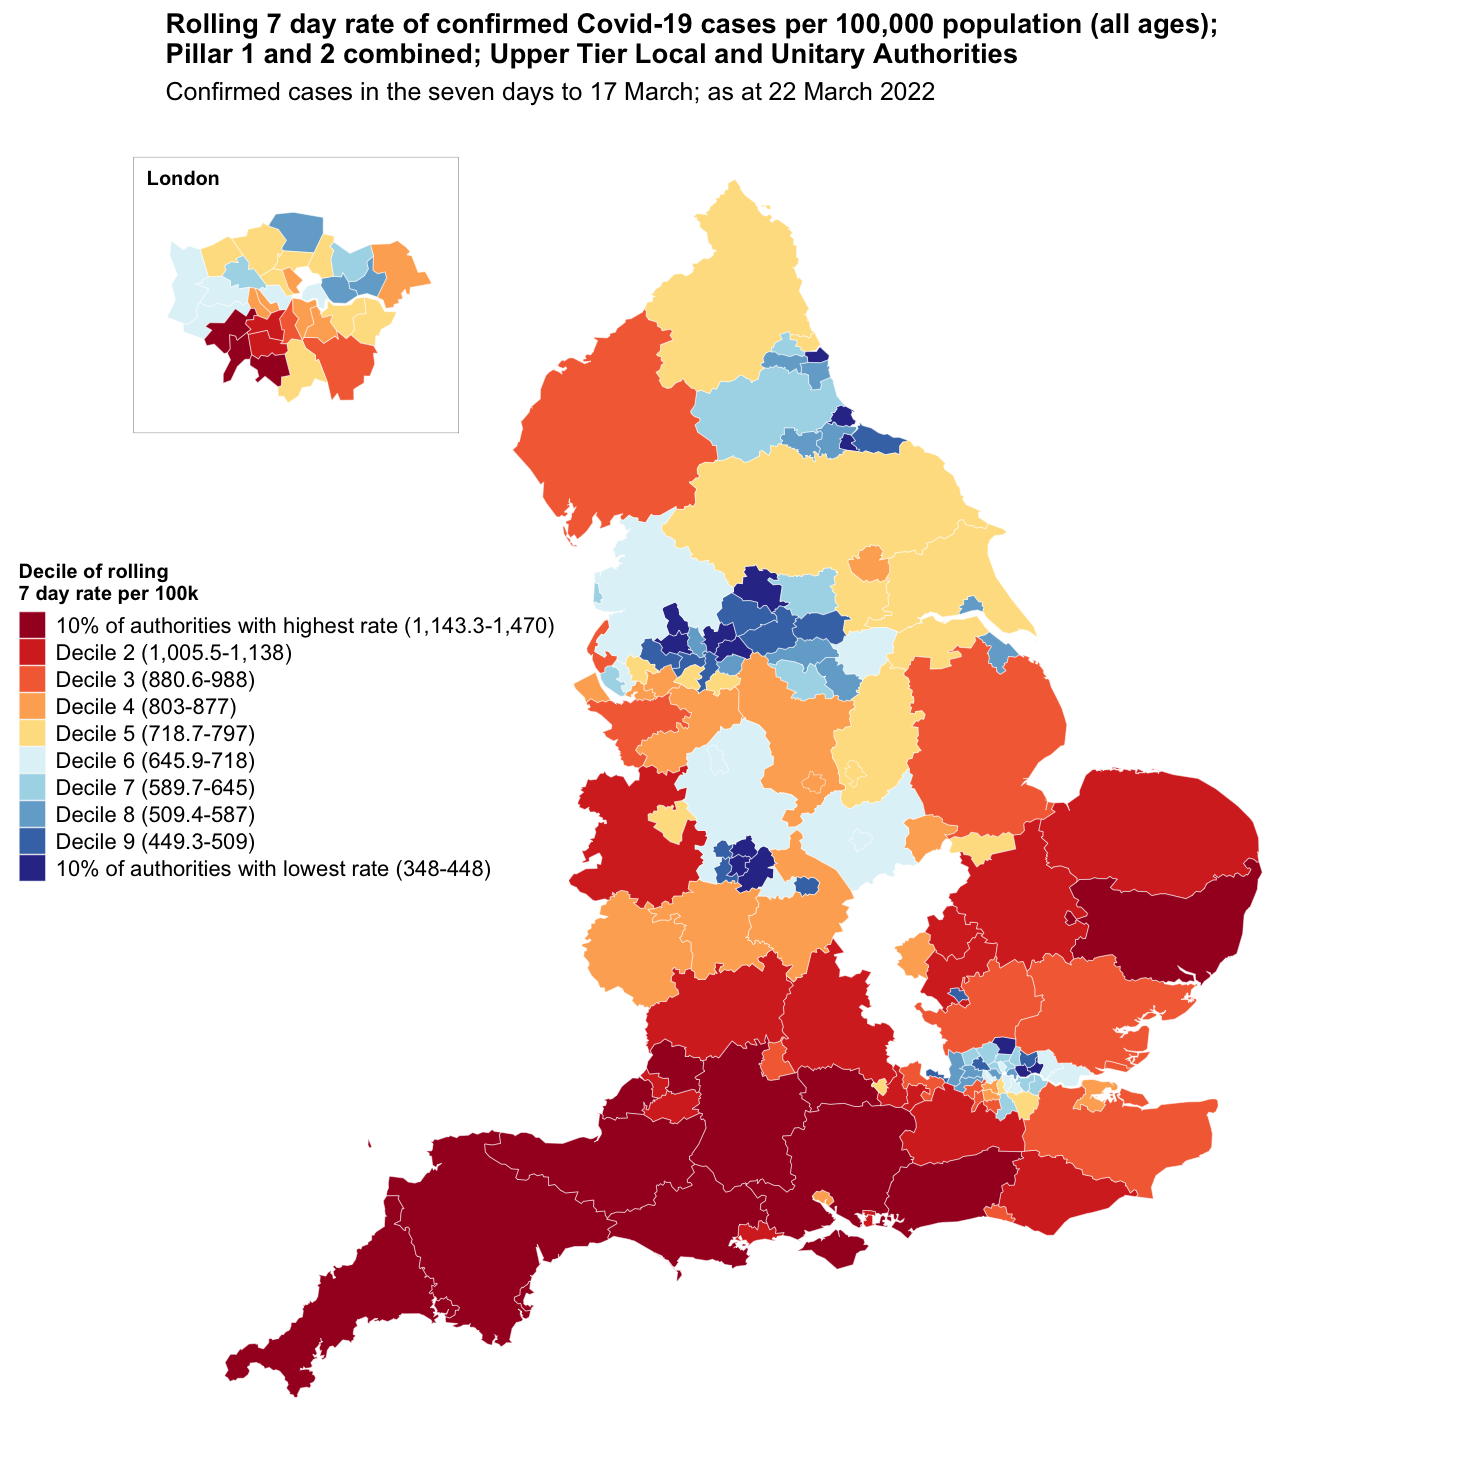 Rolling 7 day rate of confirmed Covid-19 cases per 100,000 population (all ages);
Pillar 1 and 2 combined; Upper Tier Local and Unitary Authorities
Confirmed cases in the seven days to 17 March; as at 22 March 2022
London
Decile of rolling
7 day rate per 100k
10% of authorities with highest rate (1,143.3-1,470)
Decile 2 (1,005.5-1,138)
Decile 3 (880.6-988)
Decile 4 (803-877)
Decile 5 (718.7-797)
Decile 6 (645.9-718)
Decile 7 (589.7-645)
Decile 8 (509.4-587)
Decile 9 (449.3-509)
10% of authorities with lowest rate (348-448)